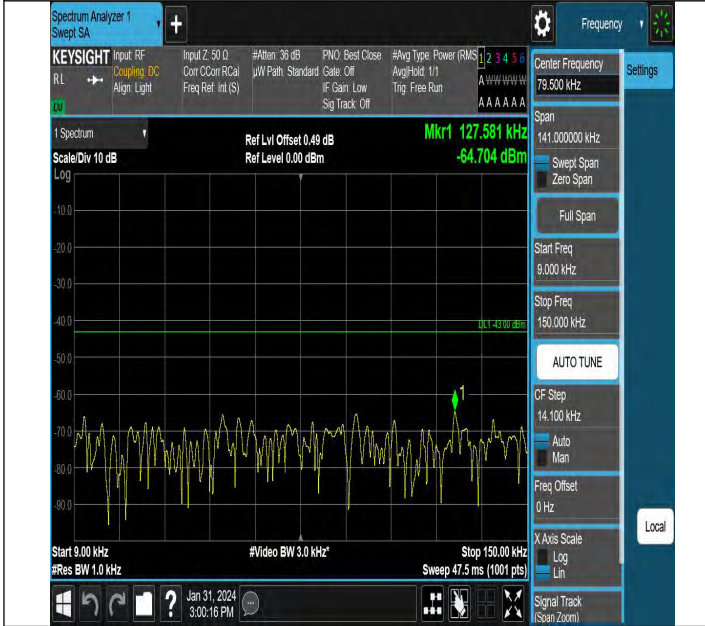 Spectrum Analyzer 1
Swept SA
+
Frequency
KEYSIGHT
RL
Input: RF
Coupling: DC
Align: Light
Input Z: 50 Ω
Corr CCorr RCal
Freq Ref: Int (S)
#Atten: 36 dB
µW Path: Standard
PNO: Best Close
Gate: Off
IF Gain: Low
Sig Track: Off
#Avg Type: Power (RMS
Avg|Hold: 1/1
Trig: Free Run
1 2 3 4 5 6
A W W W W W
A A A A A A
1 Spectrum
Scale/Div 10 dB
Ref Lvl Offset 0.49 dB
Ref Level 0.00 dBm
Mkr1 127.581 kHz
-64.704 dBm
Log
-10.0
-20.0
-30.0
-40.0
DL1 -43.00 dBm
-50.0
-60.0
1
-70.0
-80.0
-90.0
Start 9.00 kHz
#Video BW 3.0 kHz*
Stop 150.00 kHz
#Res BW 1.0 kHz
Sweep 47.5 ms (1001 pts)
?
Jan 31, 2024
3:00:16 PM
Center Frequency
79.500 kHz
Settings
Span
141.000000 kHz
Swept Span
Zero Span
Full Span
Start Freq
9.000 kHz
Stop Freq
150.000 kHz
AUTO TUNE
CF Step
14.100 kHz
Auto
Man
Freq Offset
0 Hz
X Axis Scale
Log
Lin
Local
Signal Track
(Span Zoom)